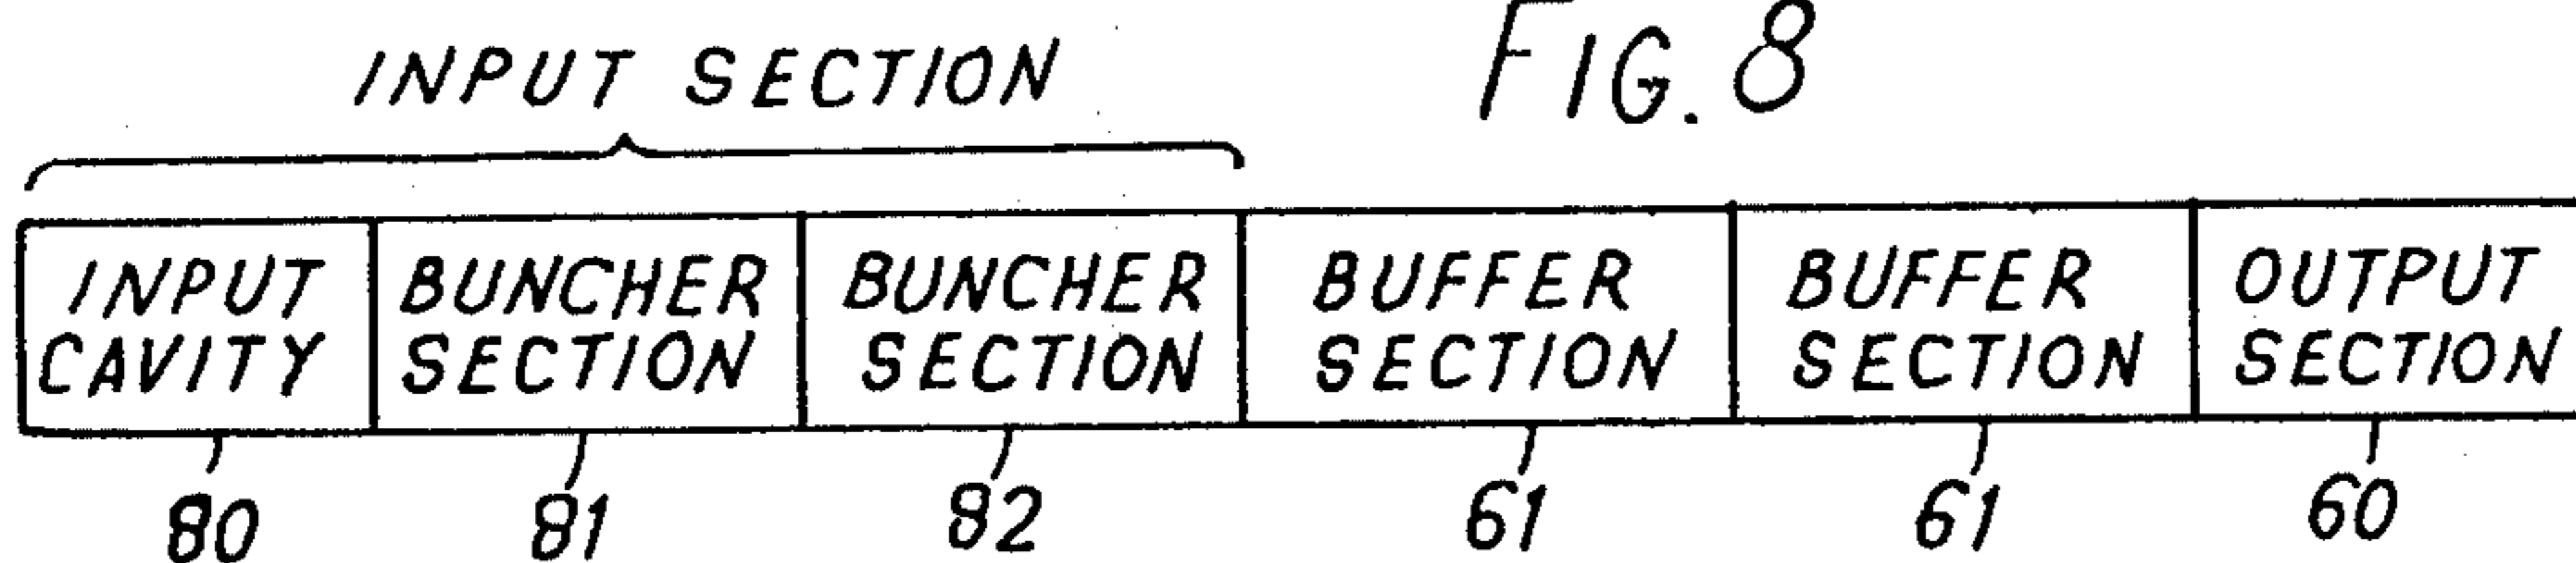 FIG. 8
INPUT SECTION
INPUT CAVITY
BUNCHER SECTION
BUNCHER SECTION
BUFFER SECTION
BUFFER SECTION
OUTPUT SECTION
80 81 82 61 61 60